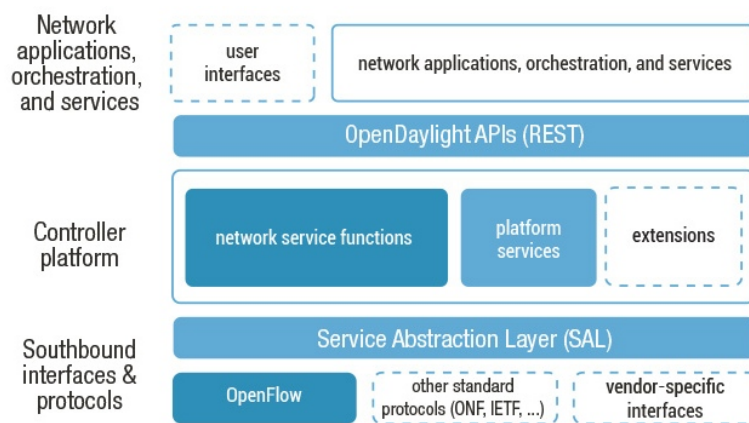 Network
applications,
orchestration,
and services
user
interfaces
network applications, orchestration, and services
OpenDaylight APIs (REST)
Controller
platform
network service functions
platform
services
extensions
Southbound
interfaces &
protocols
Service Abstraction Layer (SAL)
OpenFlow
other standard
protocols (ONF, IETF, ...)
vendor-specific
interfaces